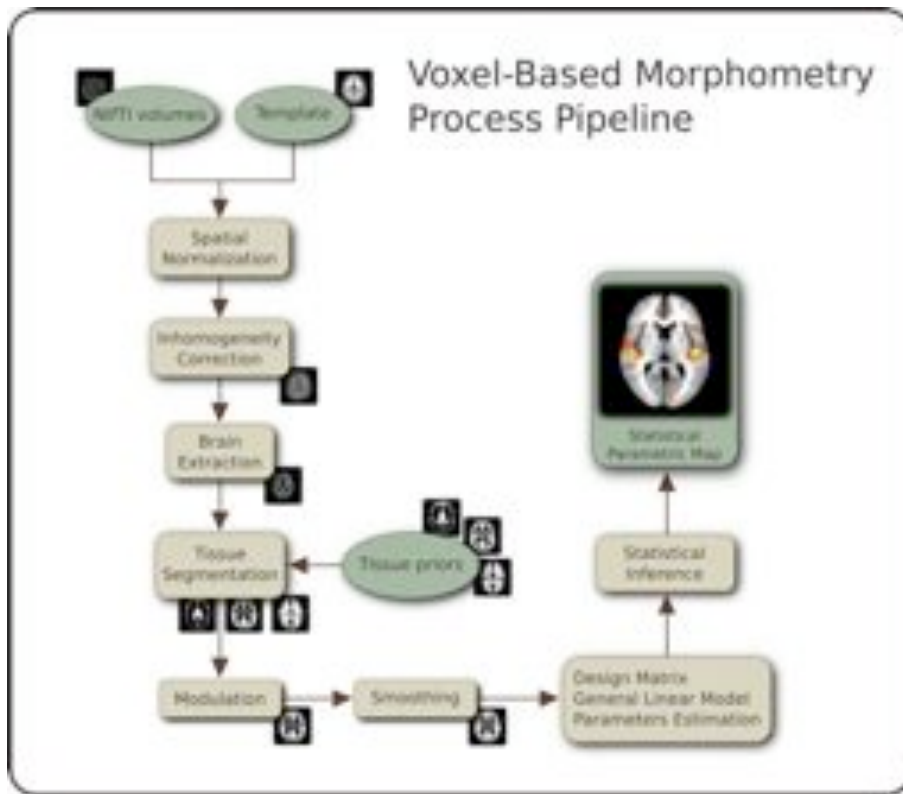 Voxel-Based Morphometry
Process Pipeline
NIfTI volumes
Template
Spatial
Normalization
Inhomogeneity
Correction
Brain
Extraction
Tissue
Segmentation
Tissue priors
Modulation
Smoothing
Design Matrix
General Linear Model
Parameters Estimation
Statistical
Inference
Statistical
Parametric Map